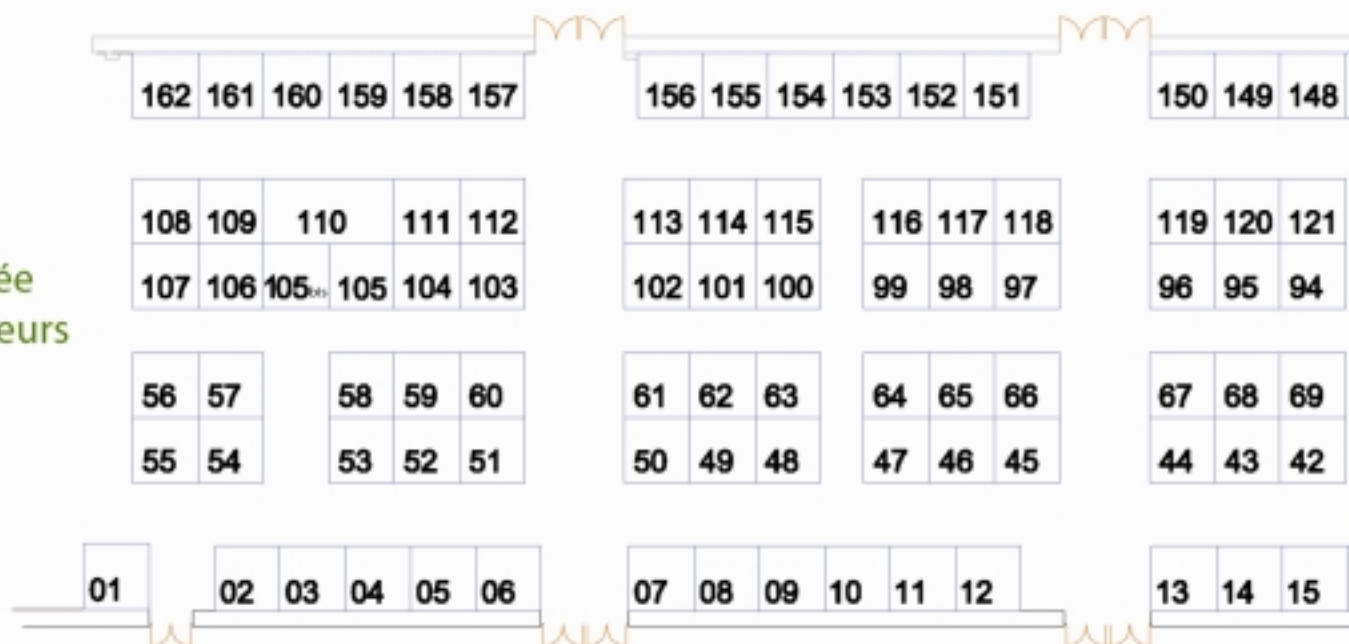 162 161 160 159 158 157 156 155 154 153 152 151 150 149 148
108 109 110 111 112 113 114 115 116 117 118 119 120 121
ée
107 106 105bis 105 104 103 102 101 100 99 98 97 96 95 94
eurs
56 57 58 59 60 61 62 63 64 65 66 67 68 69
55 54 53 52 51 50 49 48 47 46 45 44 43 42
01 02 03 04 05 06 07 08 09 10 11 12 13 14 15